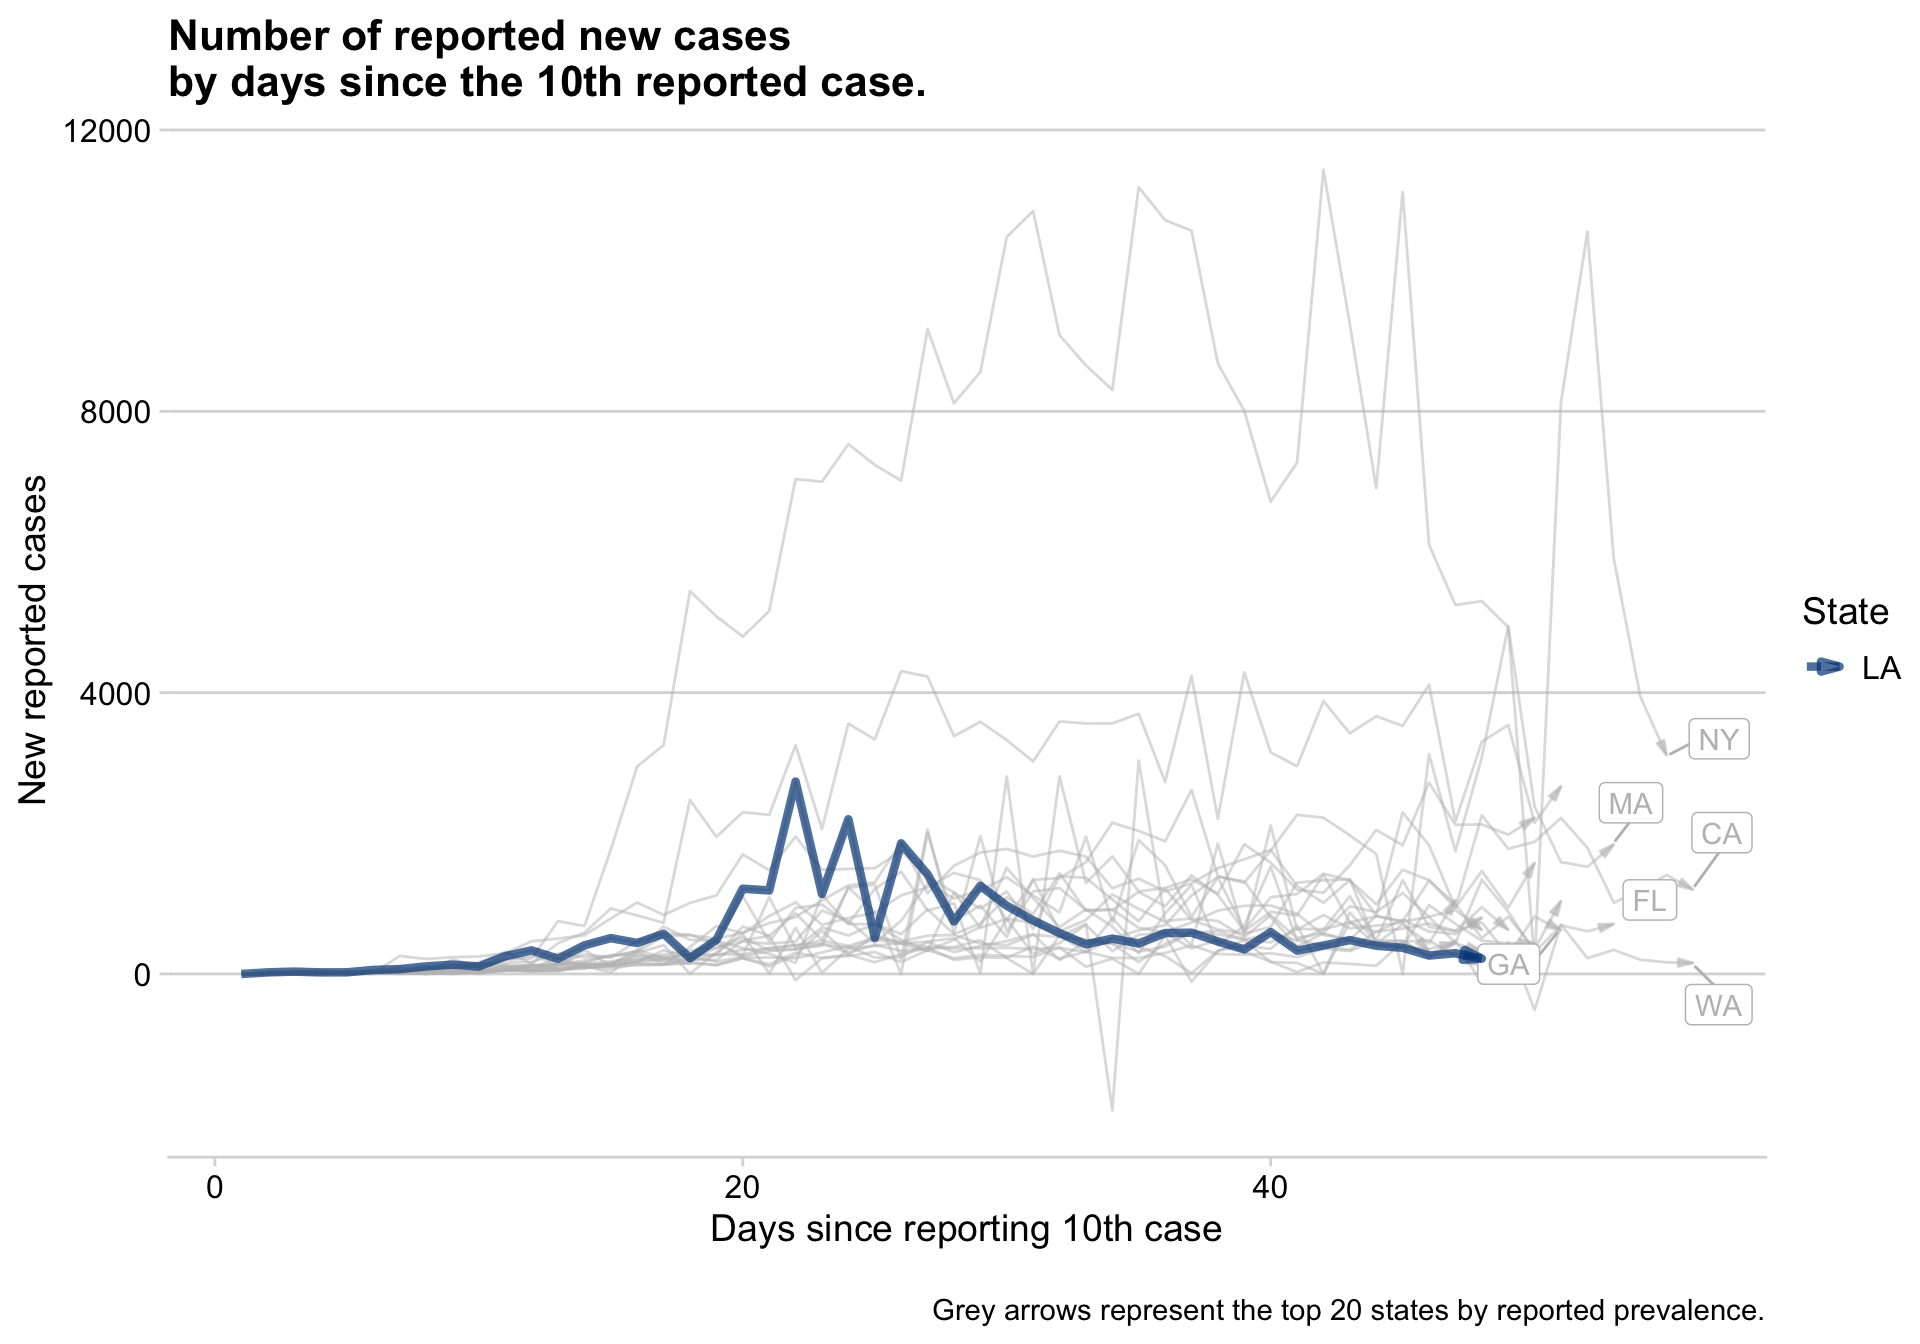 Number of reported new cases
by days since the 10th reported case.
12000
8000
4000
0
New reported cases
NY
MA
CA
FL
GA
WA
State
LA
0 20 40
Days since reporting 10th case
Grey arrows represent the top 20 states by reported prevalence.